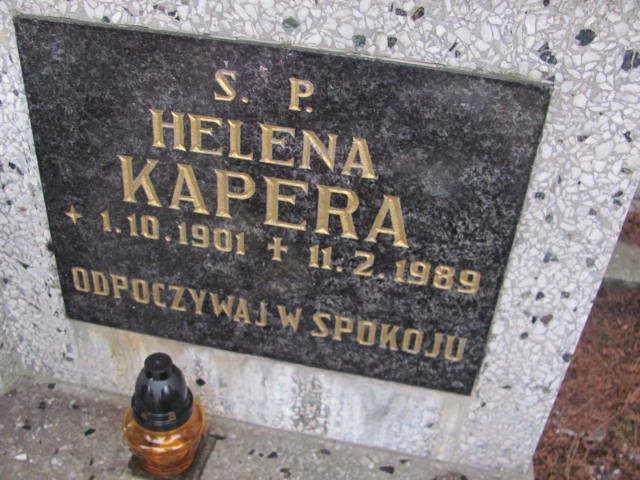 Ś. P.
HELENA
KAPERA
* 1.10.1901 + 11.2.1989
ODPOCZYWAJ W SPOKOJU